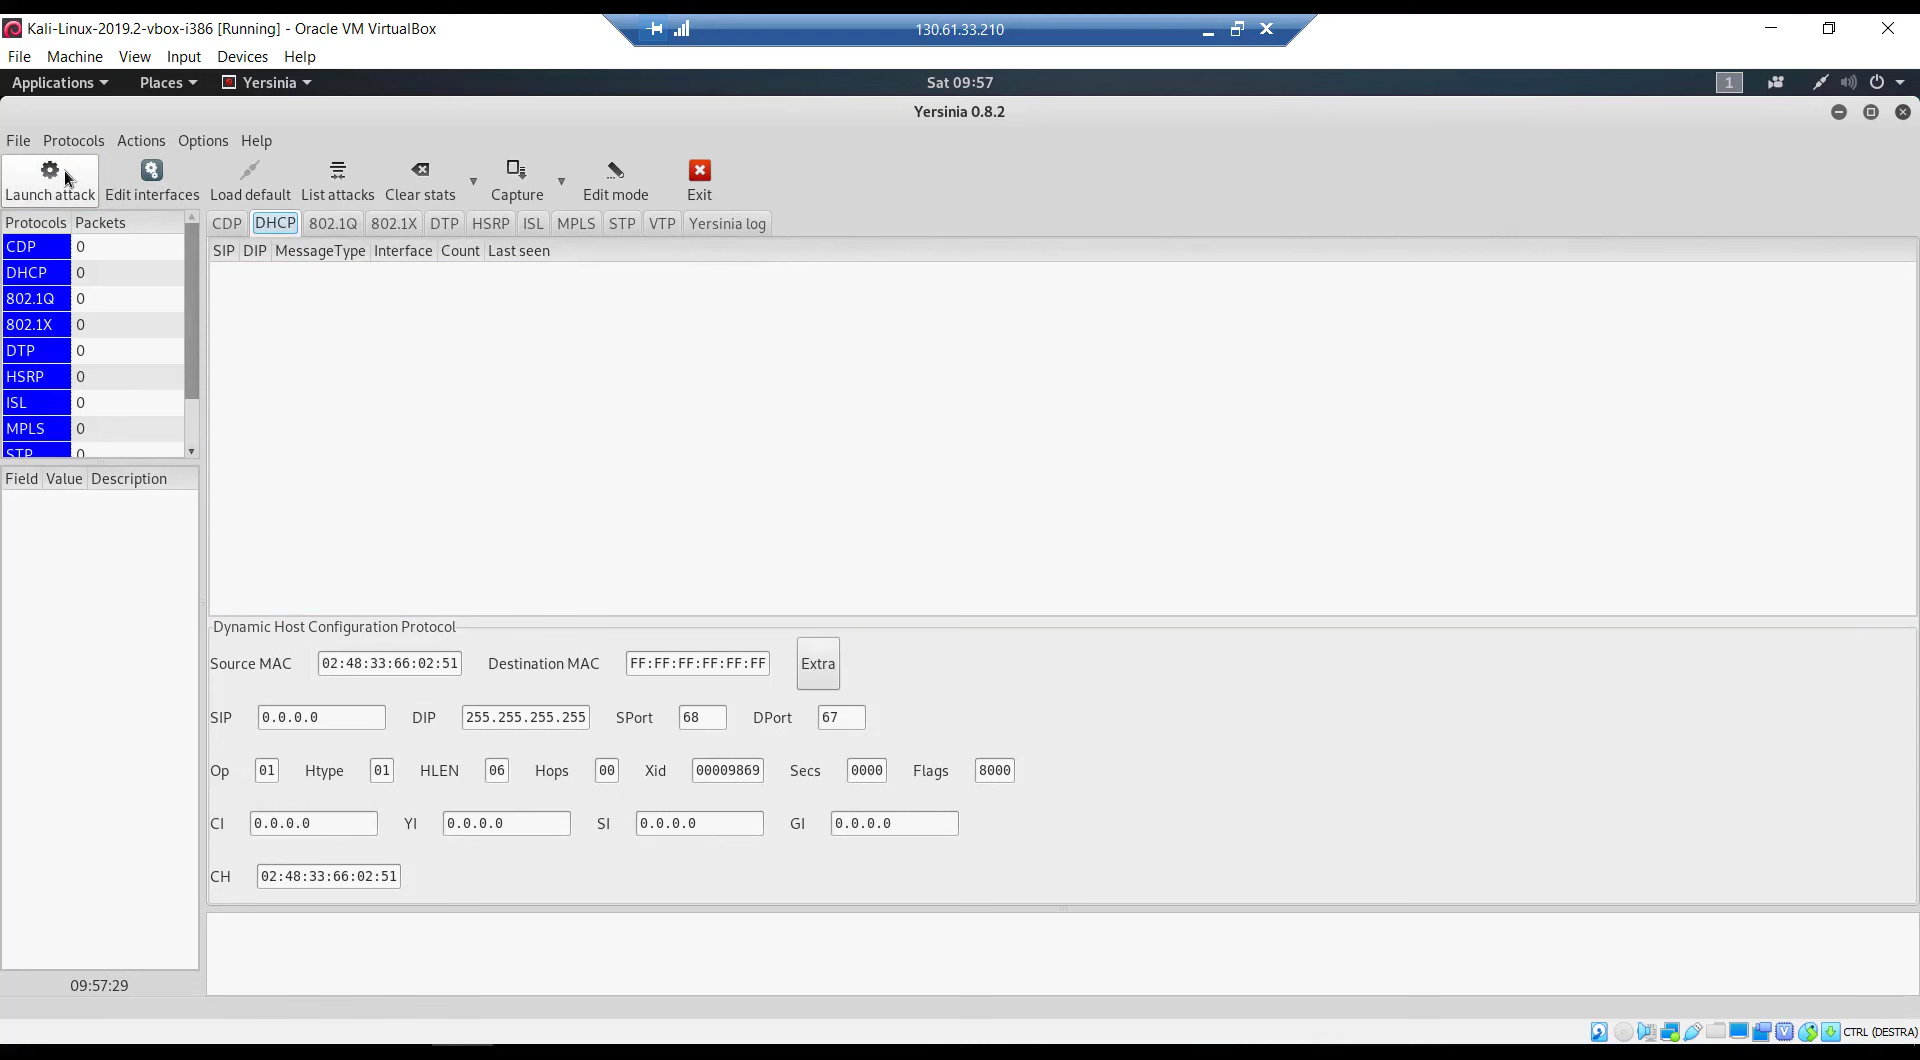 Kali-Linux-2019.2-vbox-i386 [Running] - Oracle VM VirtualBox
130.61.33.210
File Machine View Input Devices Help
Applications Places Yersinia Sat 09:57 1
Yersinia 0.8.2
File Protocols Actions Options Help
Launch attack Edit interfaces Load default List attacks Clear stats Capture Edit mode Exit
Protocols Packets
CDP 0
DHCP 0
802.1Q 0
802.1X 0
DTP 0
HSRP 0
ISL 0
MPLS 0
STP 0
Field Value Description
09:57:29
CDP DHCP 802.1Q 802.1X DTP HSRP ISL MPLS STP VTP Yersinia log
SIP DIP MessageType Interface Count Last seen
Dynamic Host Configuration Protocol
Source MAC 02:48:33:66:02:51 Destination MAC FF:FF:FF:FF:FF:FF Extra
SIP 0.0.0.0 DIP 255.255.255.255 SPort 68 DPort 67
Op 01 Htype 01 HLEN 06 Hops 00 Xid 00009869 Secs 0000 Flags 8000
CI 0.0.0.0 YI 0.0.0.0 SI 0.0.0.0 GI 0.0.0.0
CH 02:48:33:66:02:51
CTRL (DESTRA)